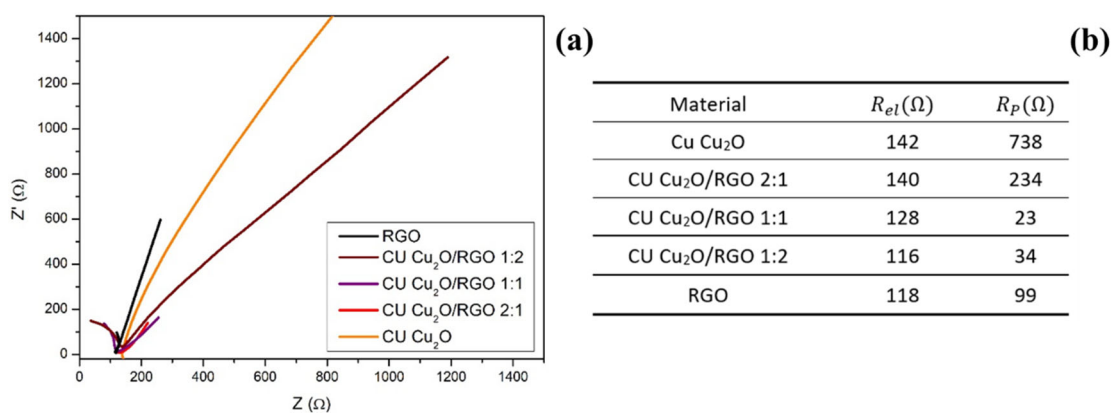 1400
1200
1000
800
600
400
200
0
Z' (Ω)
0 200 400 600 800 1000 1200 1400
Z (Ω)
RGO
CU Cu₂O/RGO 1:2
CU Cu₂O/RGO 1:1
CU Cu₂O/RGO 2:1
CU Cu₂O
(a)
(b)
Material R_el(Ω) R_P(Ω)
Cu Cu₂O 142 738
CU Cu₂O/RGO 2:1 140 234
CU Cu₂O/RGO 1:1 128 23
CU Cu₂O/RGO 1:2 116 34
RGO 118 99